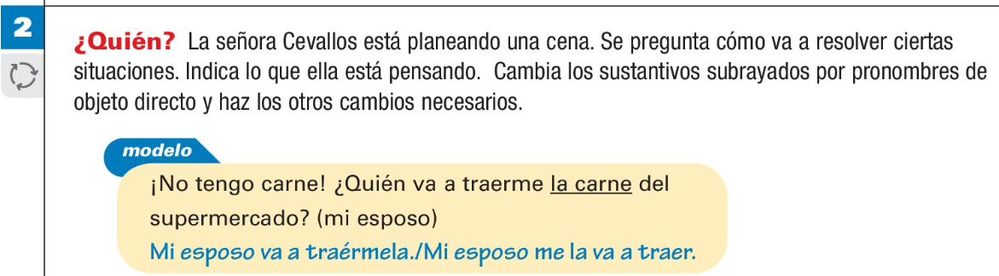 2
¿Quién? La señora Cevallos está planeando una cena. Se pregunta cómo va a resolver ciertas
situaciones. Indica lo que ella está pensando. Cambia los sustantivos subrayados por pronombres de
objeto directo y haz los otros cambios necesarios.
modelo
¡No tengo carne! ¿Quién va a traerme la carne del
supermercado? (mi esposo)
Mi esposo va a traérmela./Mi esposo me la va a traer.